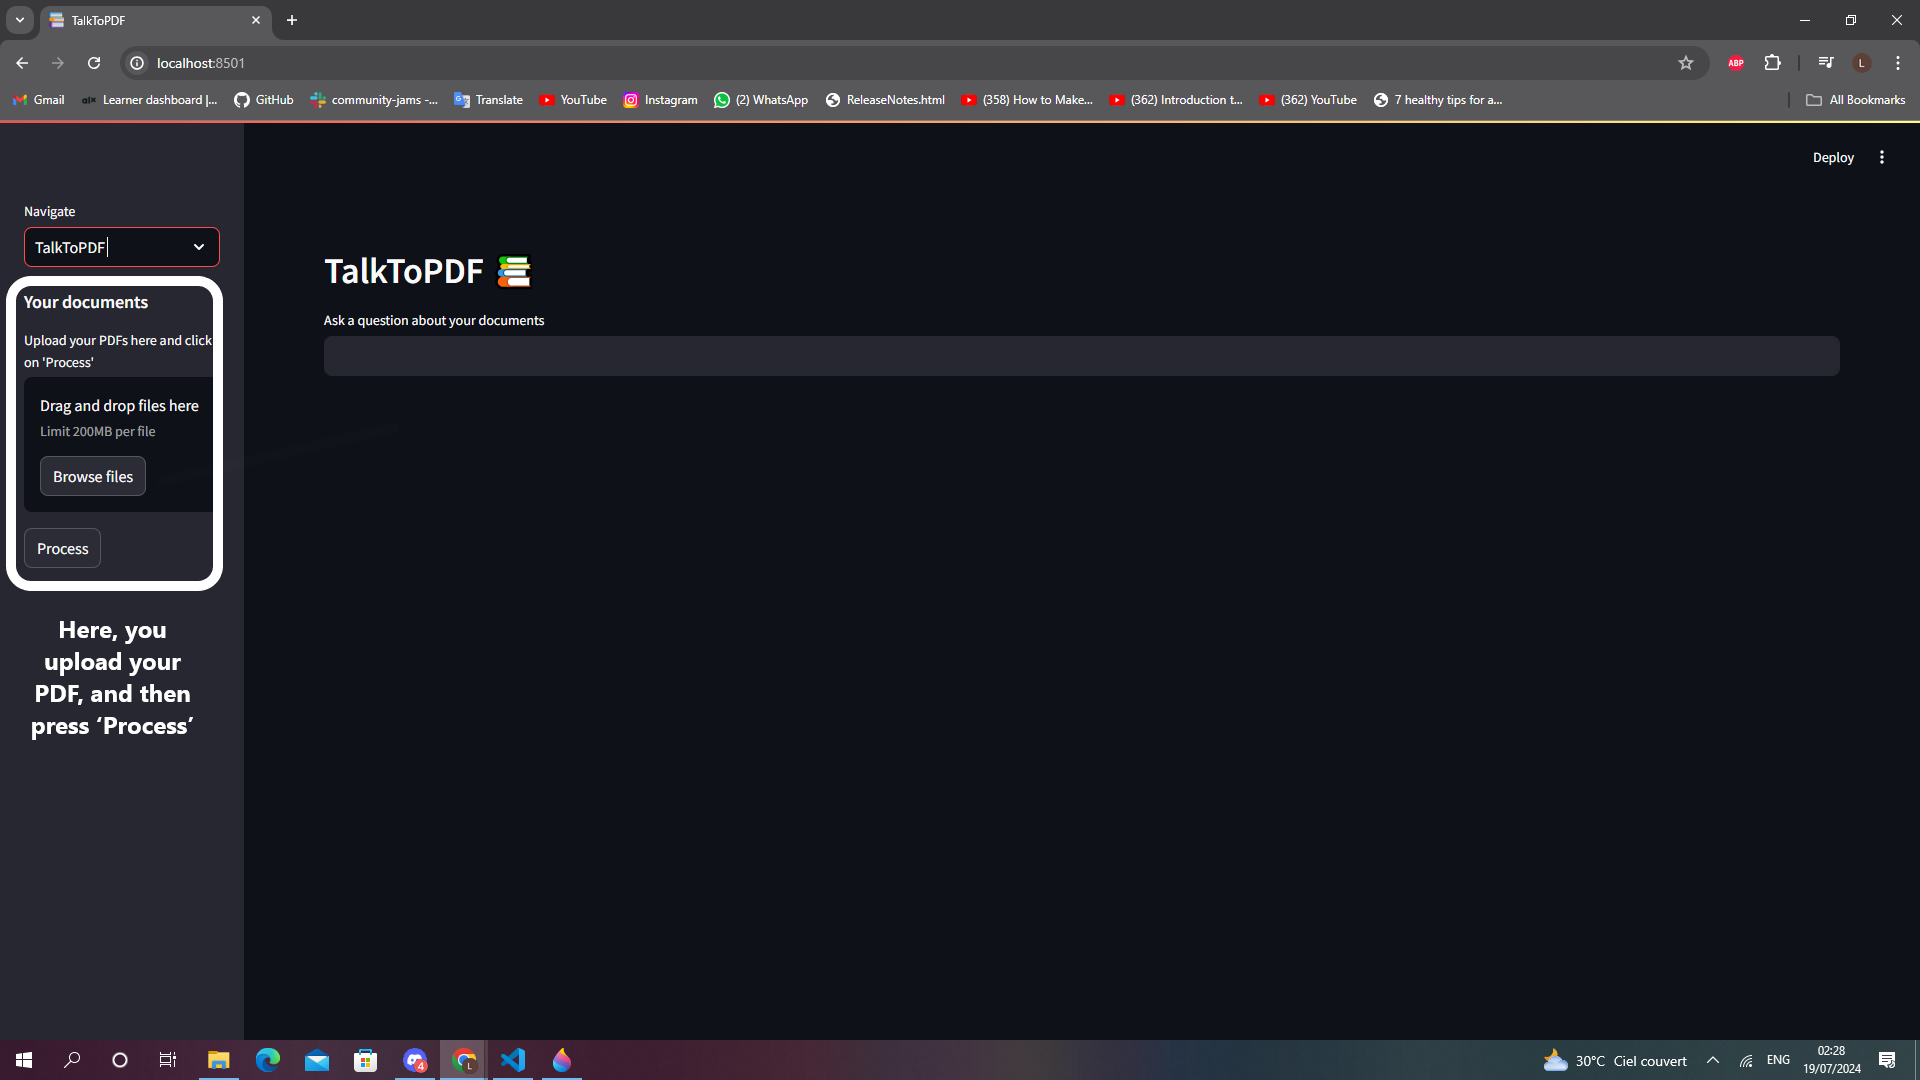 TalkToPDF
localhost:8501
ABP
L
Gmail
alx Learner dashboard |...
GitHub
community-jams -...
Translate
YouTube
Instagram
(2) WhatsApp
ReleaseNotes.html
(358) How to Make...
(362) Introduction t...
(362) YouTube
7 healthy tips for a...
All Bookmarks
Deploy
Navigate
TalkToPDF
Your documents
Upload your PDFs here and click
on 'Process'
Drag and drop files here
Limit 200MB per file
Browse files
Process
Here, you
upload your
PDF, and then
press ‘Process’
TalkToPDF
Ask a question about your documents
4
L
30°C Ciel couvert
ENG
02:28
19/07/2024